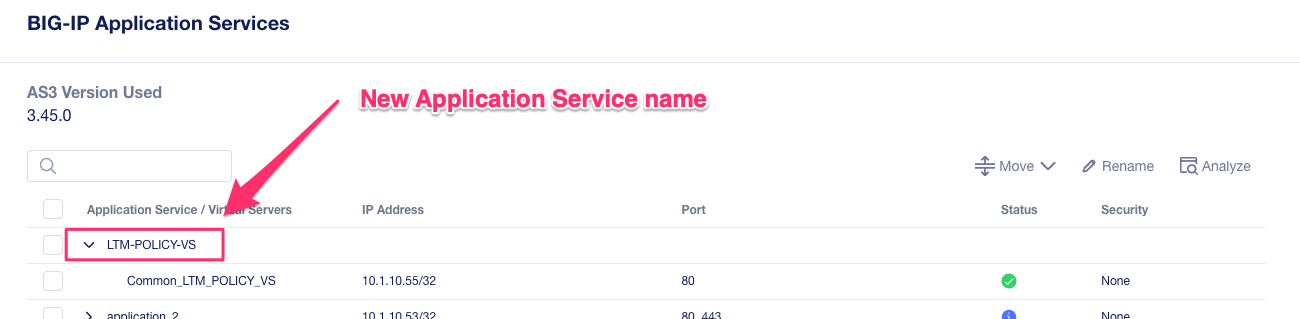 BIG-IP Application Services
AS3 Version Used
3.45.0
New Application Service name
Move Rename Analyze
Application Service / Virtual Servers IP Address Port Status Security
LTM-POLICY-VS
Common_LTM_POLICY_VS 10.1.10.55/32 80 None
application_2 10.1.10.53/32 80, 443 None